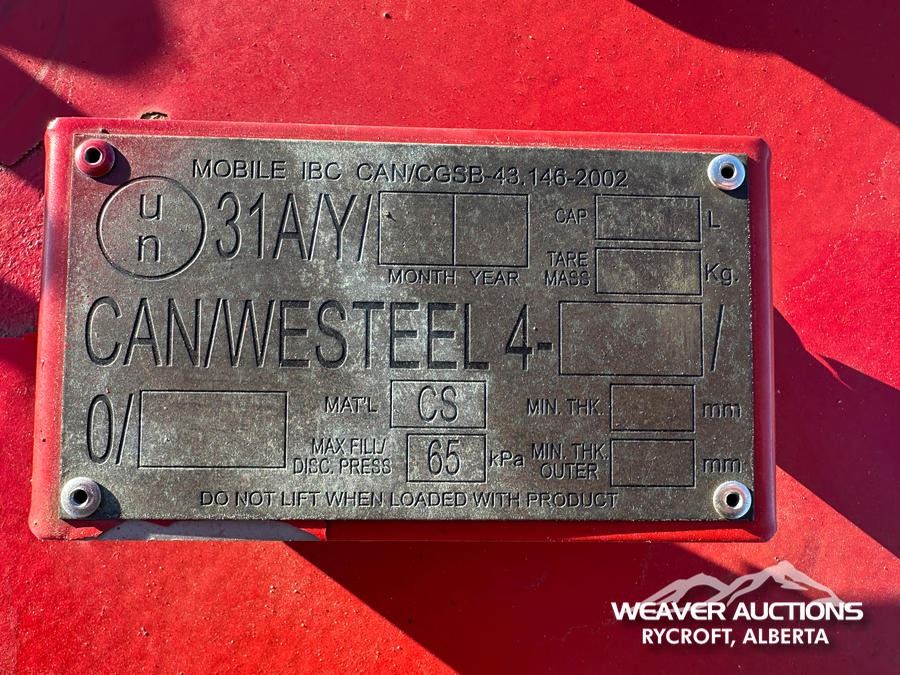 MOBILE IBC CAN/CGSB-43.146-2002
un 31A/Y/
MONTH YEAR
CAP L
TARE MASS Kg.
CAN/WESTEEL 4- /
0/
MAT'L CS
MIN. THK. mm
MAX FILL/ DISC. PRESS 65 kPa
MIN. THK. OUTER mm
DO NOT LIFT WHEN LOADED WITH PRODUCT
WEAVER AUCTIONS
RYCROFT, ALBERTA